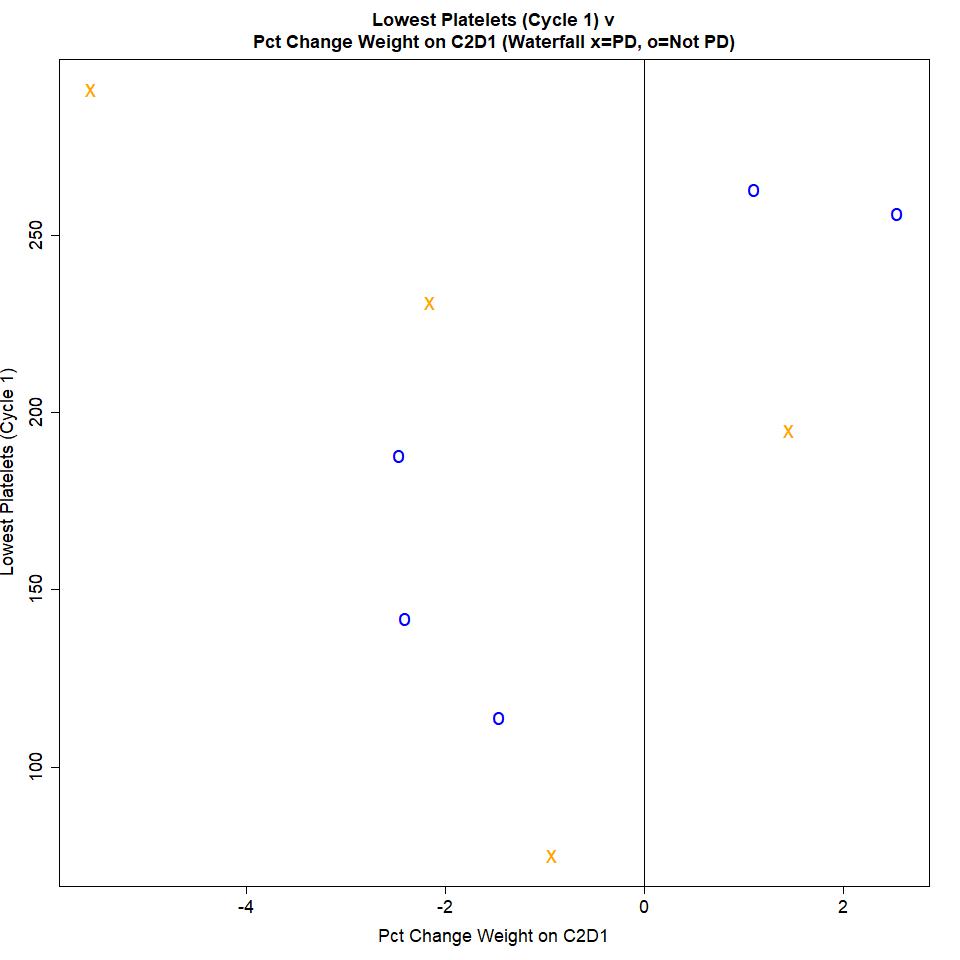 Lowest Platelets (Cycle 1) v
Pct Change Weight on C2D1 (Waterfall x=PD, o=Not PD)
X
O
O
250
X
200
X
O
Lowest Platelets (Cycle 1)
150
O
O
100
X
-4
-2
0
2
Pct Change Weight on C2D1